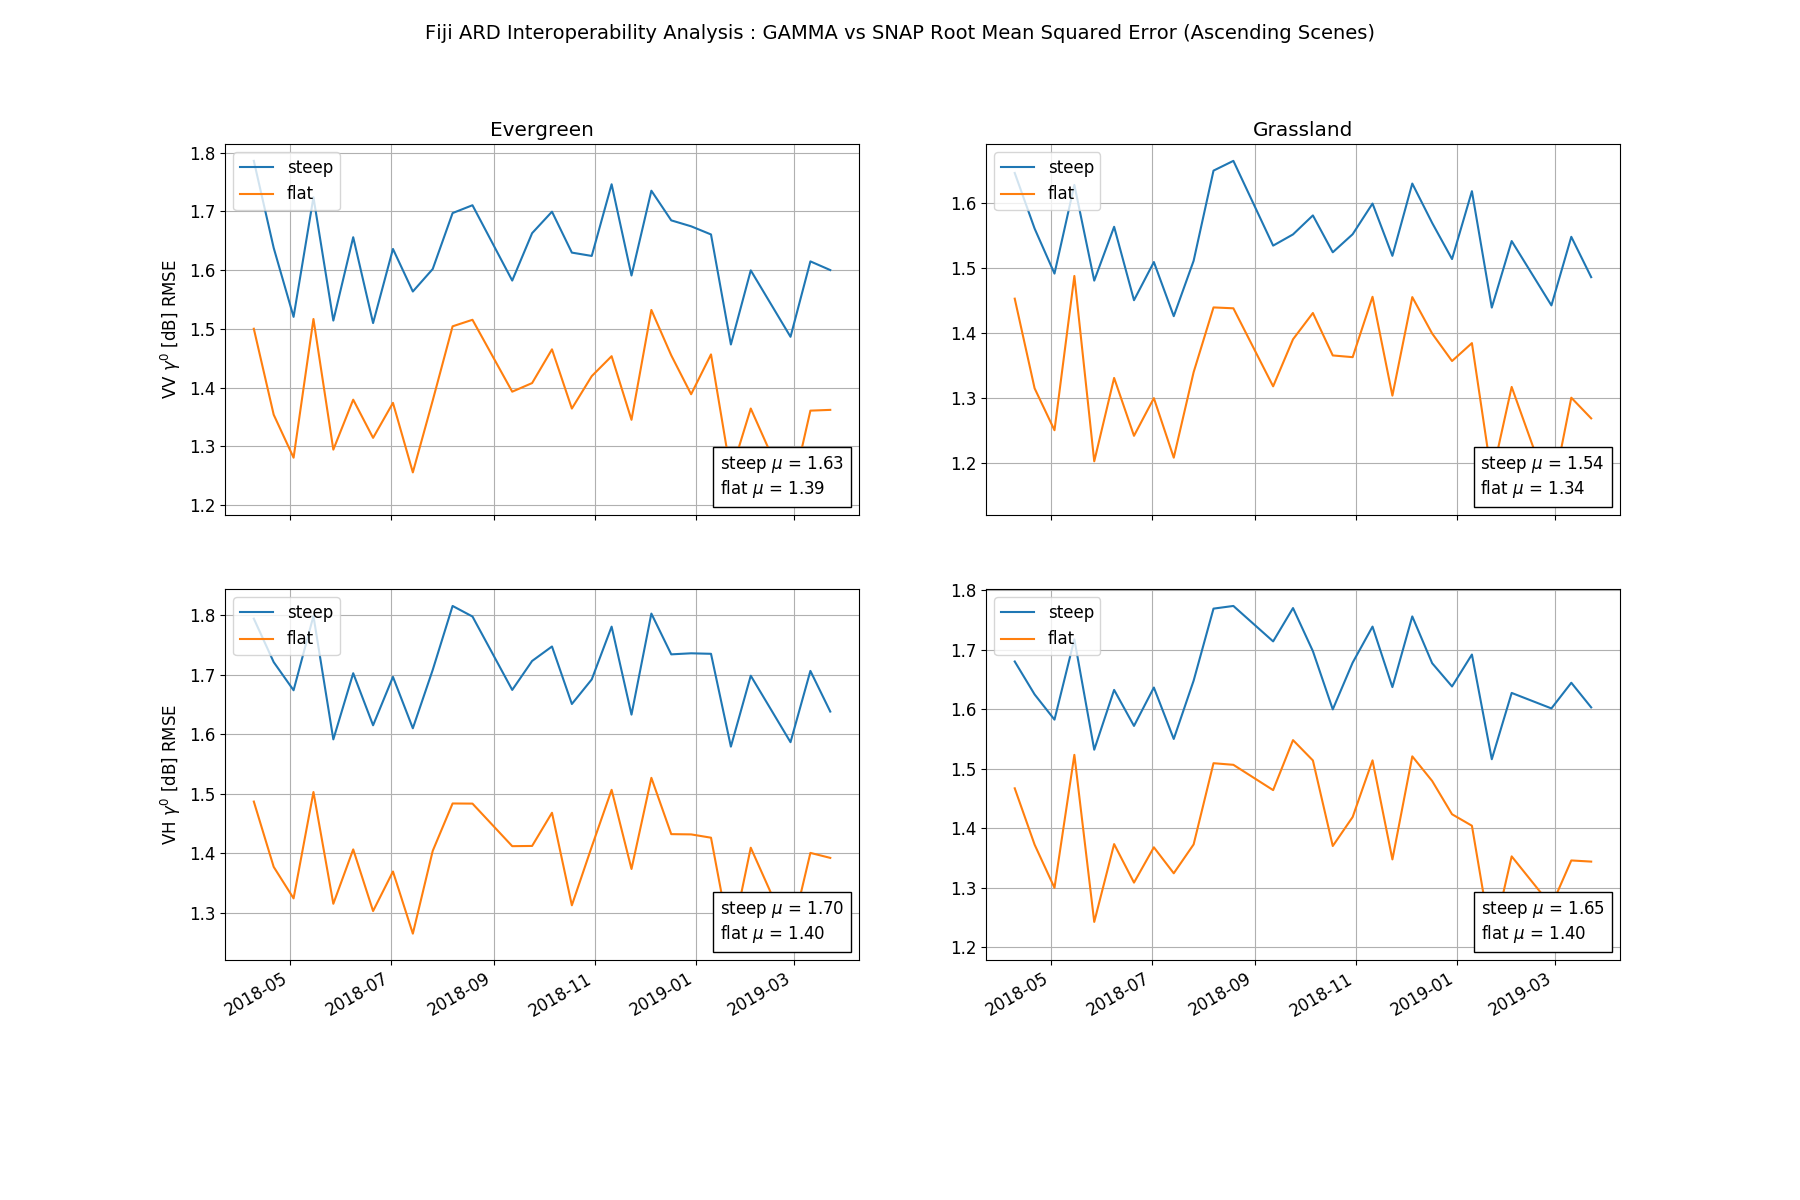 Fiji ARD Interoperability Analysis : GAMMA vs SNAP Root Mean Squared Error (Ascending Scenes)
Evergreen
VV γ⁰ [dB] RMSE
1.8
1.7
1.6
1.5
1.4
1.3
1.2
steep
flat
steep μ = 1.63
flat μ = 1.39
Grassland
1.6
1.5
1.4
1.3
1.2
steep
flat
steep μ = 1.54
flat μ = 1.34
VH γ⁰ [dB] RMSE
1.8
1.7
1.6
1.5
1.4
1.3
steep
flat
steep μ = 1.70
flat μ = 1.40
2018-05 2018-07 2018-09 2018-11 2019-01 2019-03
1.8
1.7
1.6
1.5
1.4
1.3
1.2
steep
flat
steep μ = 1.65
flat μ = 1.40
2018-05 2018-07 2018-09 2018-11 2019-01 2019-03